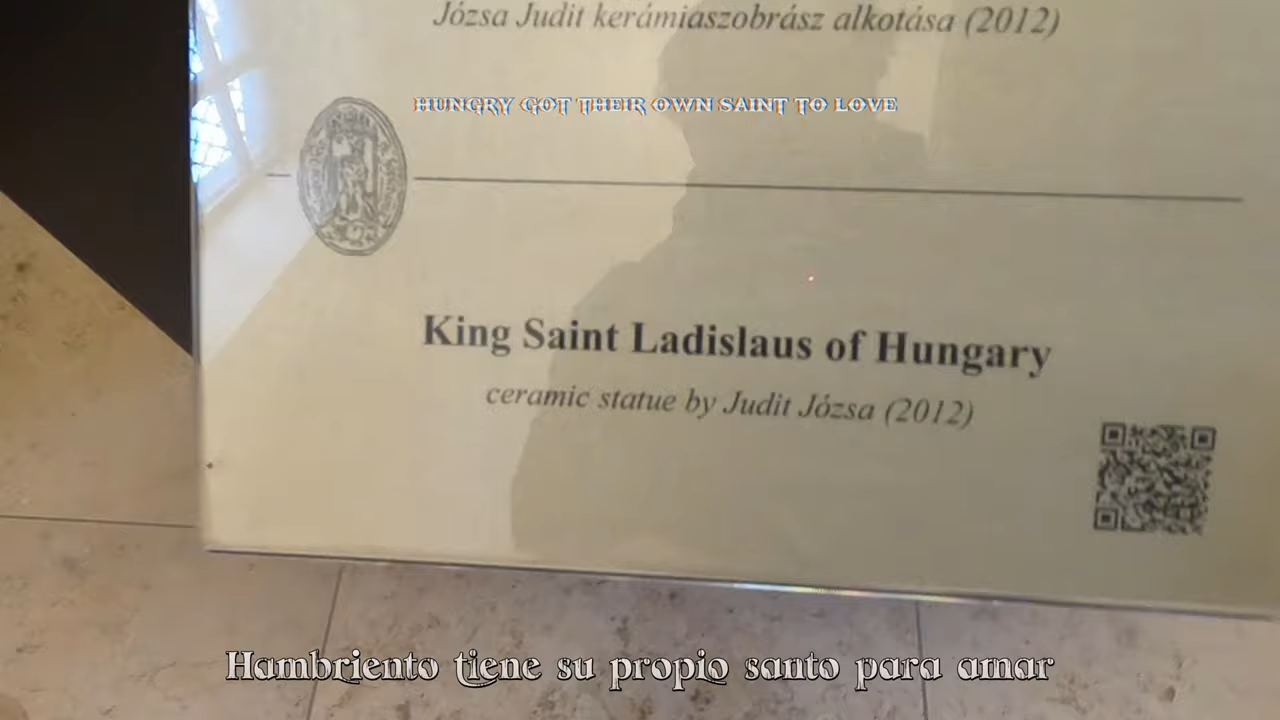 Józsa Judit kerámiaszobrász alkotása (2012)
HUNGRY GOT THEIR OWN SAINT TO LOVE
King Saint Ladislaus of Hungary
ceramic statue by Judit Józsa (2012)
Hambriento tiene su propio santo para amar